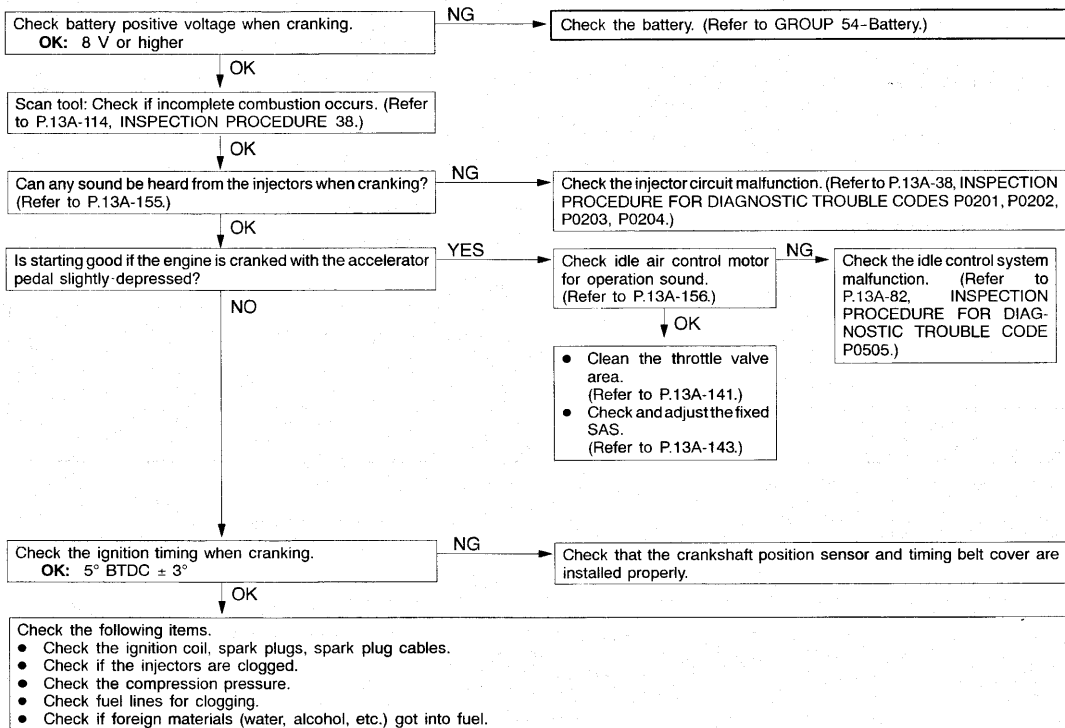 Check battery positive voltage when cranking.
OK: 8 V or higher
NG
Check the battery. (Refer to GROUP 54-Battery.)
OK
Scan tool: Check if incomplete combustion occurs. (Refer
to P.13A-114, INSPECTION PROCEDURE 38.)
OK
Can any sound be heard from the injectors when cranking?
(Refer to P.13A-155.)
NG
Check the injector circuit malfunction. (Refer to P.13A-38, INSPECTION
PROCEDURE FOR DIAGNOSTIC TROUBLE CODES P0201, P0202,
P0203, P0204.)
OK
Is starting good if the engine is cranked with the accelerator
pedal slightly-depressed?
YES
Check idle air control motor
for operation sound.
(Refer to P.13A-156.)
NG
Check the idle control system
malfunction. (Refer to
P.13A-82, INSPECTION
PROCEDURE FOR DIAG-
NOSTIC TROUBLE CODE
P0505.)
NO
OK
● Clean the throttle valve
area.
(Refer to P.13A-141.)
● Check and adjust the fixed
SAS.
(Refer to P.13A-143.)
Check the ignition timing when cranking.
OK: 5° BTDC ± 3°
NG
Check that the crankshaft position sensor and timing belt cover are
installed properly.
OK
Check the following items.
● Check the ignition coil, spark plugs, spark plug cables.
● Check if the injectors are clogged.
● Check the compression pressure.
● Check fuel lines for clogging.
● Check if foreign materials (water, alcohol, etc.) got into fuel.